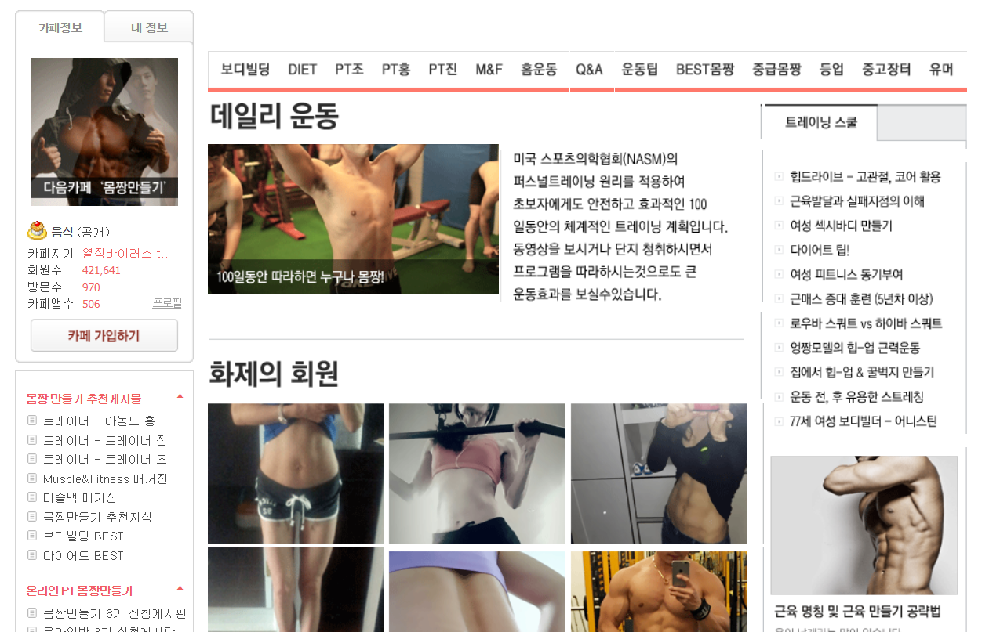 카페정보
내 정보
다음카페 '몸짱만들기'
음식 (공개)
카페지기 열정바이러스 t..
회원수 421,641
방문수 970
카페앱수 506
프로필
카페 가입하기
몸짱만들기 추천게시물
트레이너 - 아놀드 홍
트레이너 - 트레이너 진
트레이너 - 트레이너 조
Muscle&Fitness 매거진
머슬맥 매거진
몸짱만들기 추천지식
보디빌딩 BEST
다이어트 BEST
온라인 PT 몸짱만들기
몸짱만들기 8기 신청게시판
보디빌딩 DIET PT조 PT홍 PT진 M&F 홈운동 Q&A 운동팁 BEST몸짱 중급몸짱 등업 중고장터 유머
데일리 운동
100일동안 따라하면 누구나 몸짱!
미국 스포츠의학협회(NASM)의
퍼스널트레이닝 원리를 적용하여
초보자에게도 안전하고 효과적인 100
일동안의 체계적인 트레이닝 계획입니다.
동영상을 보시거나 단지 청취하시면서
프로그램을 따라하시는것으로도 큰
운동효과를 보실수있습니다.
화제의 회원
트레이닝 스쿨
힙드라이브 - 고관절, 코어 활용
근육발달과 실패지점의 이해
여성 섹시바디 만들기
다이어트 팁!
여성 피트니스 동기부여
근매스 증대 훈련 (5년차 이상)
로우바 스쿼트 vs 하이바 스쿼트
엉짱모델의 힙-업 근력운동
집에서 힙-업 & 꿀벅지 만들기
운동 전, 후 유용한 스트레칭
77세 여성 보디빌더 - 어니스틴
근육 명칭 및 근육 만들기 공략법